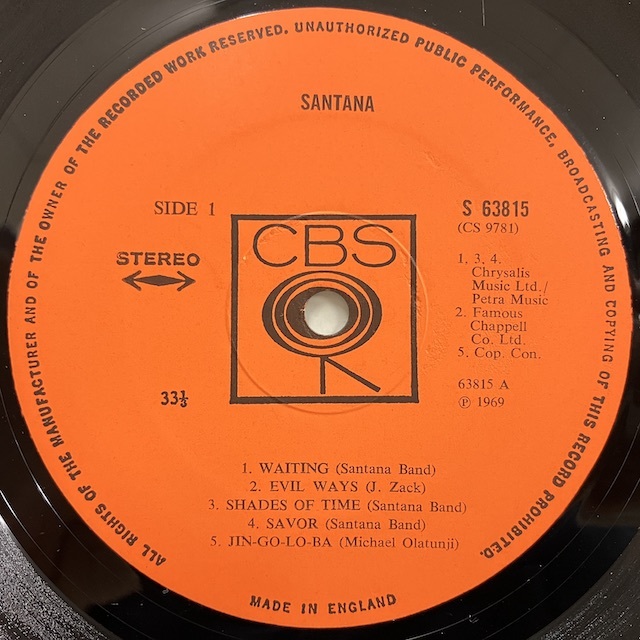 ALL RIGHTS OF THE MANUFACTURER AND OF THE OWNER OF THE RECORDED WORK RESERVED. UNAUTHORIZED PUBLIC PERFORMANCE, BROADCASTING AND COPYING OF THIS RECORD PROHIBITED.
SANTANA
SIDE 1
S 63815
(CS 9781)
CBS
STEREO
1, 3, 4.
Chrysalis
Music Ltd./
Petra Music
2. Famous
Chappell
Co. Ltd.
5. Cop. Con.
33⅓
63815 A
℗ 1969
1. WAITING (Santana Band)
2. EVIL WAYS (J. Zack)
3. SHADES OF TIME (Santana Band)
4. SAVOR (Santana Band)
5. JIN-GO-LO-BA (Michael Olatunji)
MADE IN ENGLAND